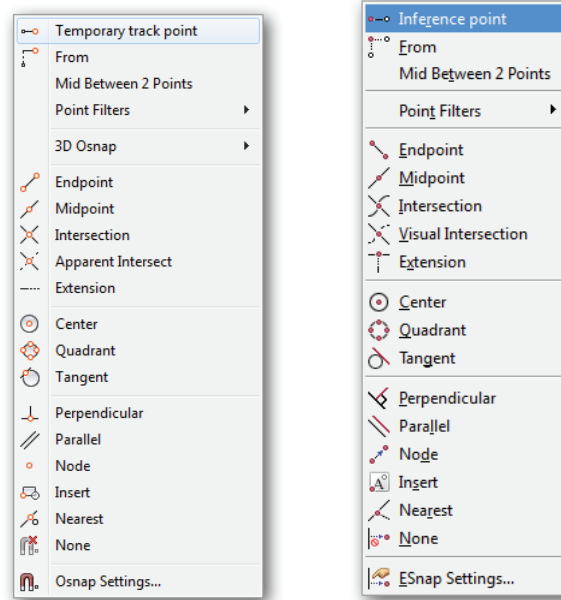 Temporary track point
From
Mid Between 2 Points
Point Filters
3D Osnap
Endpoint
Midpoint
Intersection
Apparent Intersect
Extension
Center
Quadrant
Tangent
Perpendicular
Parallel
Node
Insert
Nearest
None
Osnap Settings...
Inference point
From
Mid Between 2 Points
Point Filters
Endpoint
Midpoint
Intersection
Visual Intersection
Extension
Center
Quadrant
Tangent
Perpendicular
Parallel
Node
Insert
Nearest
None
ESnap Settings...